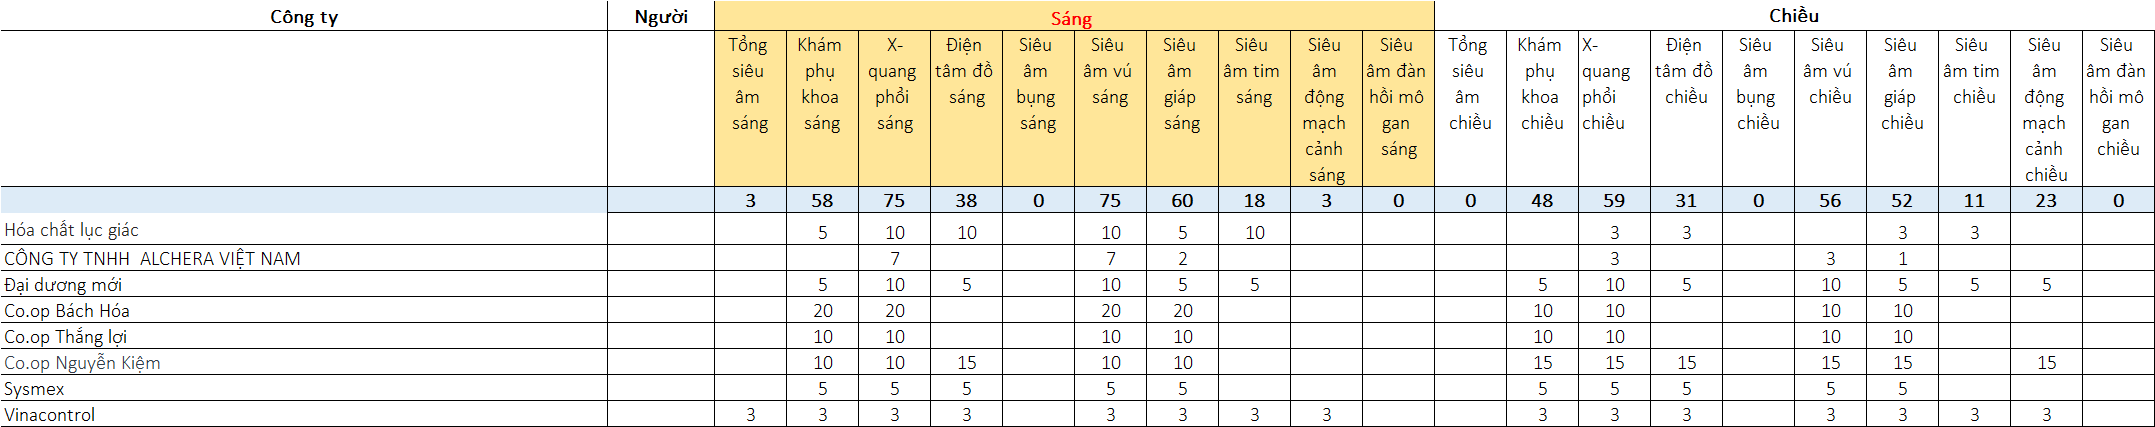 Công ty Người Sáng Chiều
Tổng siêu âm sáng Khám phụ khoa sáng X-quang phổi sáng Điện tâm đồ sáng Siêu âm bụng sáng Siêu âm vú sáng Siêu âm giáp sáng Siêu âm tim sáng Siêu âm động mạch cảnh sáng Siêu âm đàn hồi mô gan sáng Tổng siêu âm chiều Khám phụ khoa chiều X-quang phổi chiều Điện tâm đồ chiều Siêu âm bụng chiều Siêu âm vú chiều Siêu âm giáp chiều Siêu âm tim chiều Siêu âm động mạch cảnh chiều Siêu âm đàn hồi mô gan chiều
3 58 75 38 0 75 60 18 3 0 0 48 59 31 0 56 52 11 23 0
Hóa chất lục giác 5 10 10 10 5 10 3 3 3 3
CÔNG TY TNHH ALCHERA VIỆT NAM 7 7 2 3 3 1
Đại dương mới 5 10 5 10 5 5 5 10 5 10 5 5 5
Co.op Bách Hóa 20 20 20 20 10 10 10 10
Co.op Thắng lợi 10 10 10 10 10 10 10 10
Co.op Nguyễn Kiệm 10 10 15 10 10 15 15 15 15 15 15
Sysmex 5 5 5 5 5 5 5 5 5 5
Vinacontrol 3 3 3 3 3 3 3 3 3 3 3 3 3 3 3